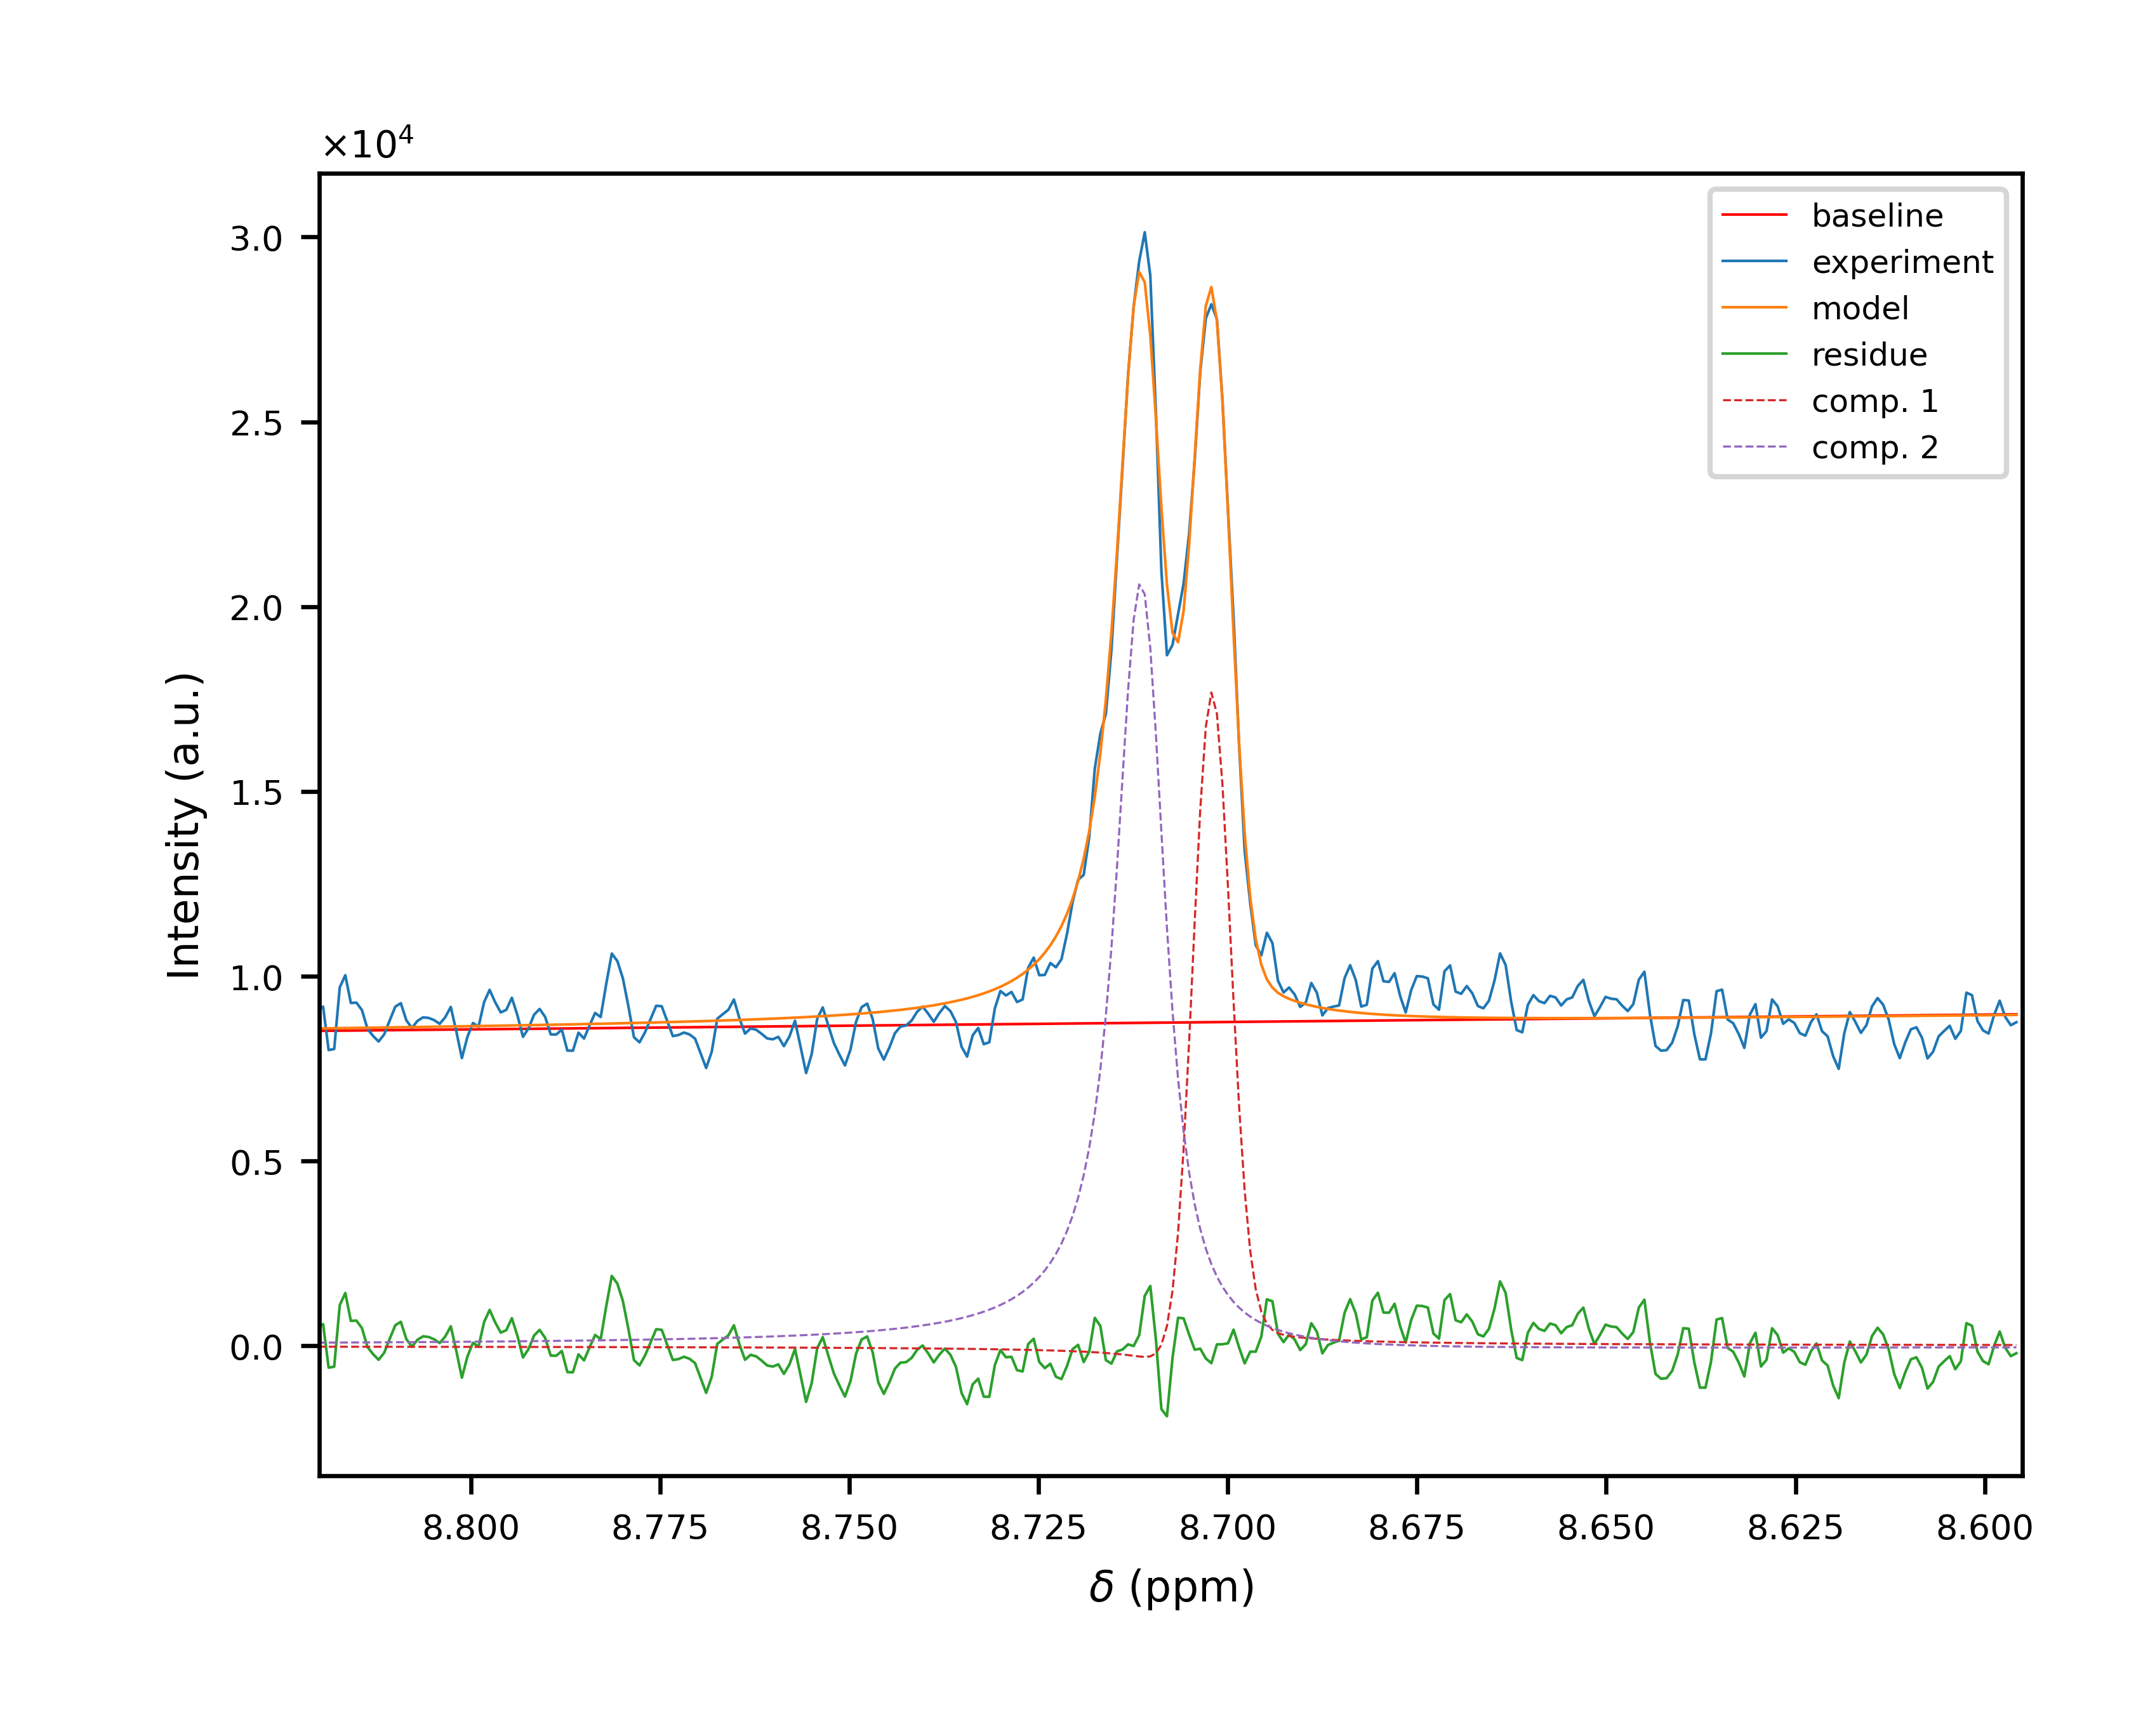 ×10⁴
3.0
2.5
2.0
1.5
1.0
0.5
0.0
Intensity (a.u.)
baseline
experiment
model
residue
comp. 1
comp. 2
8.800 8.775 8.750 8.725 8.700 8.675 8.650 8.625 8.600
δ (ppm)